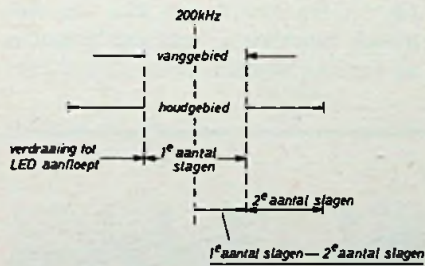 200kHz
vanggebied
houdgebied
verdraaiing tot
LED aanfloept
1e aantal
slagen
2e aantal slagen
1e aantal slagen — 2e aantal slagen